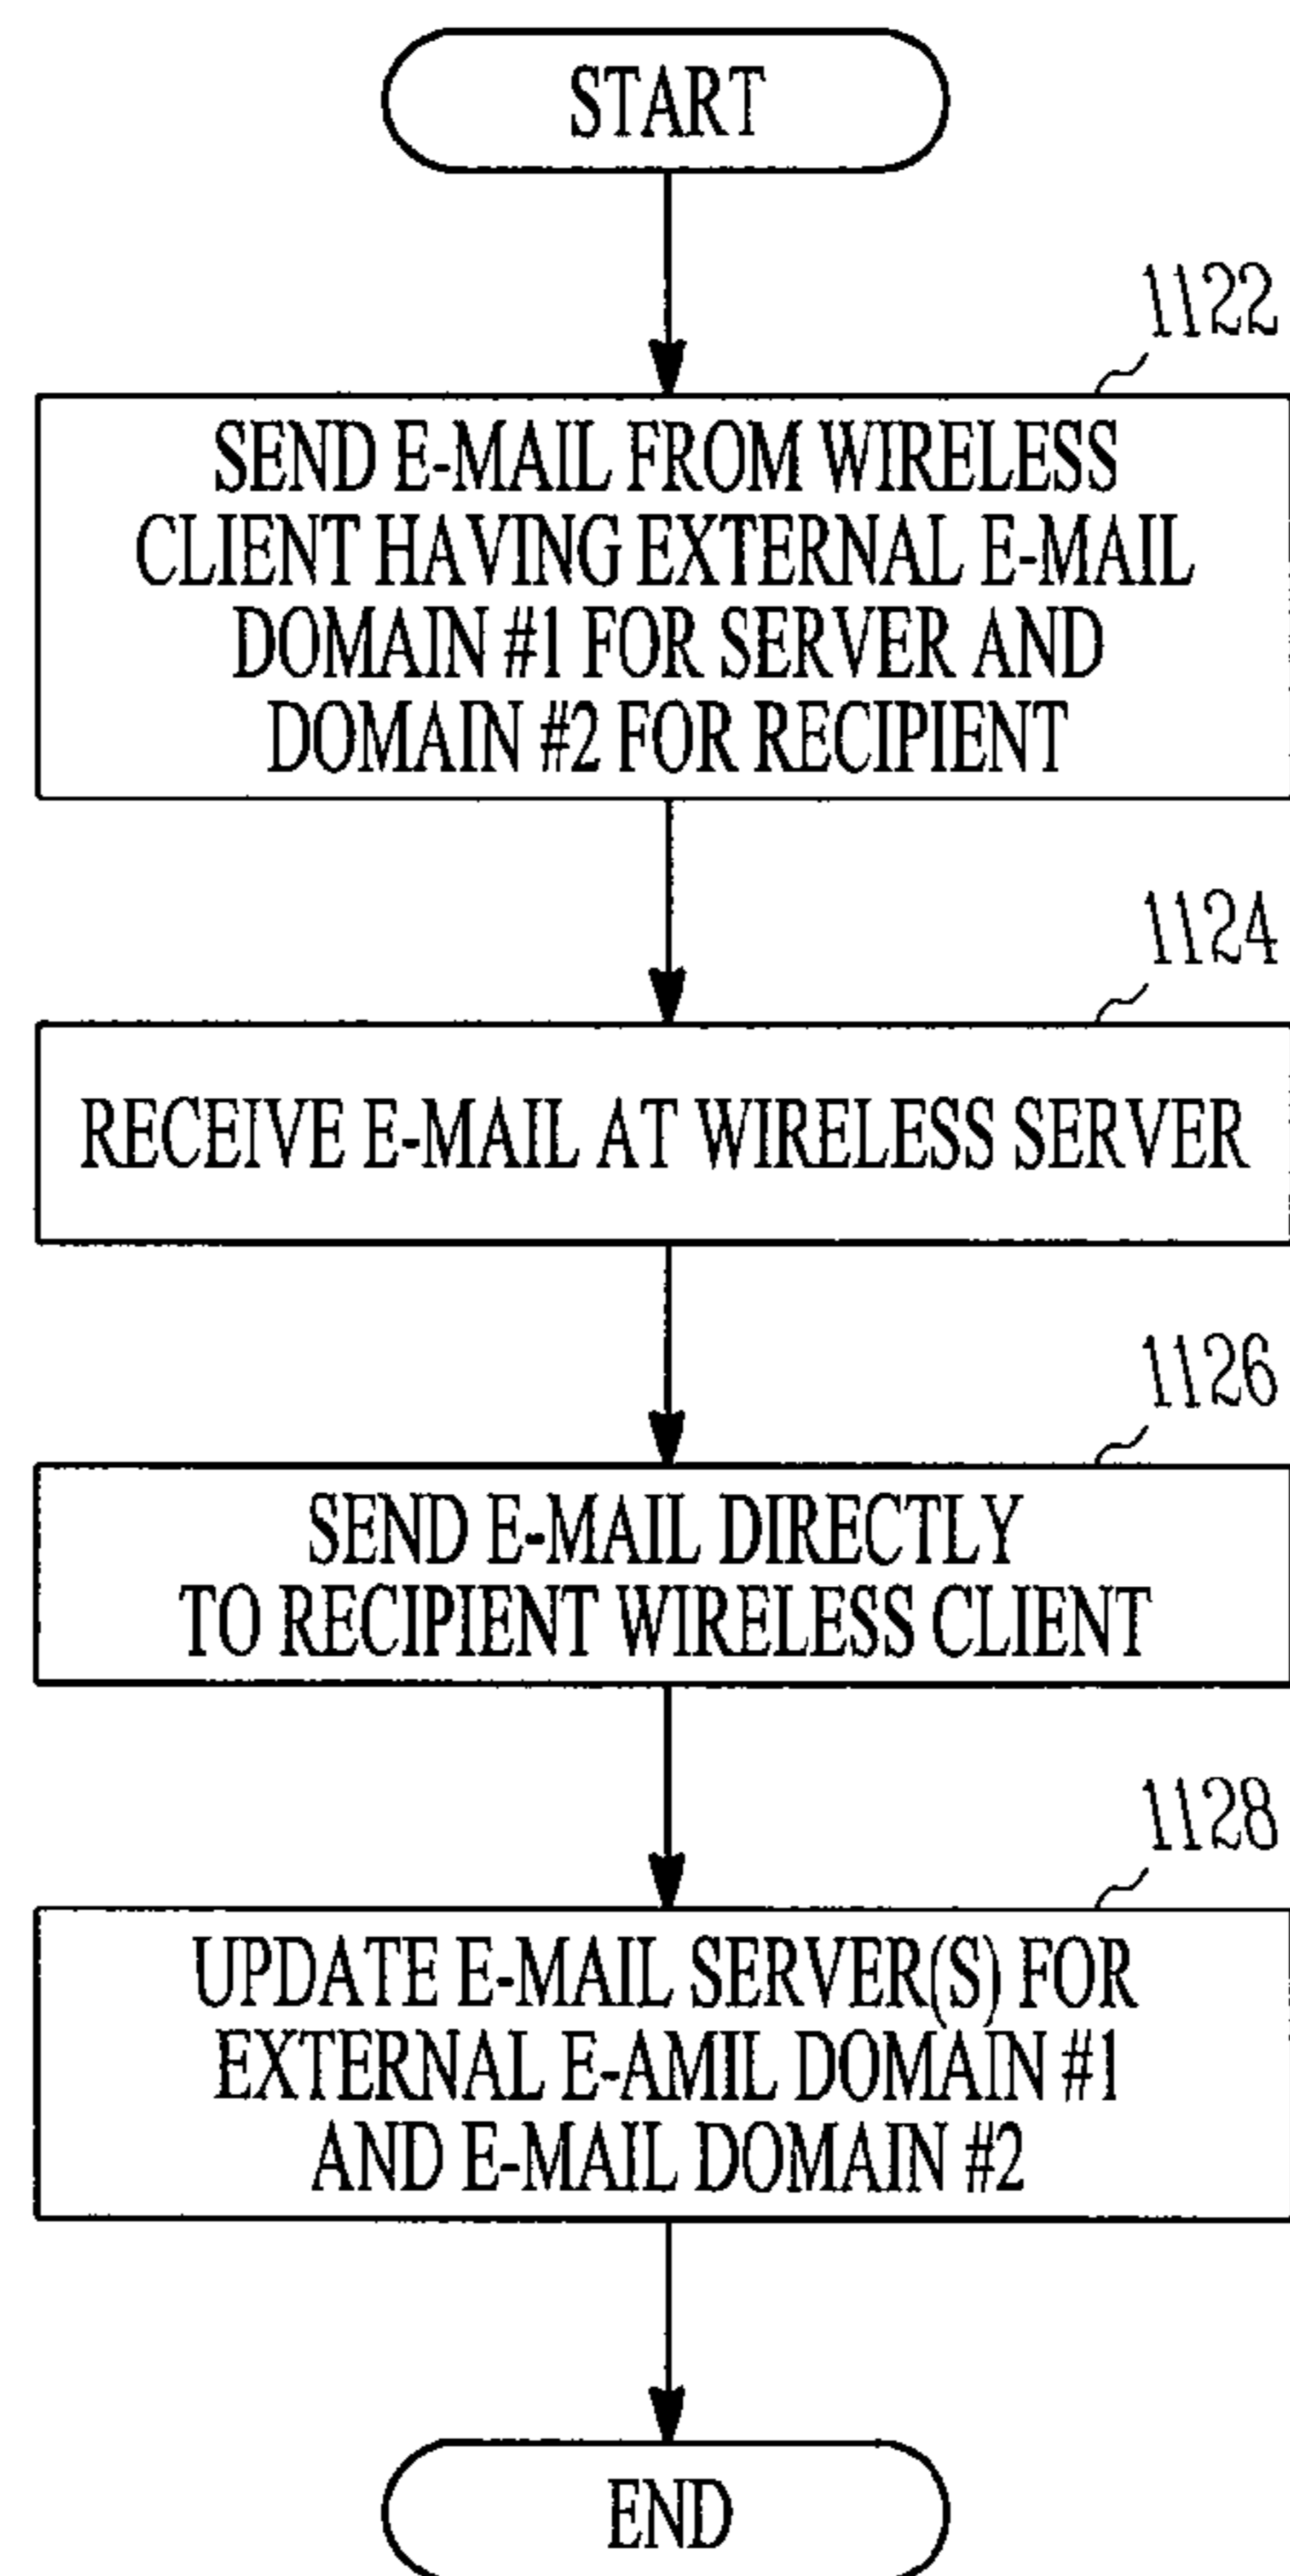 START
1122
SEND E-MAIL FROM WIRELESS
CLIENT HAVING EXTERNAL E-MAIL
DOMAIN #1 FOR SERVER AND
DOMAIN #2 FOR RECIPIENT
1124
RECEIVE E-MAIL AT WIRELESS SERVER
1126
SEND E-MAIL DIRECTLY
TO RECIPIENT WIRELESS CLIENT
1128
UPDATE E-MAIL SERVER(S) FOR
EXTERNAL E-AMIL DOMAIN #1
AND E-MAIL DOMAIN #2
END